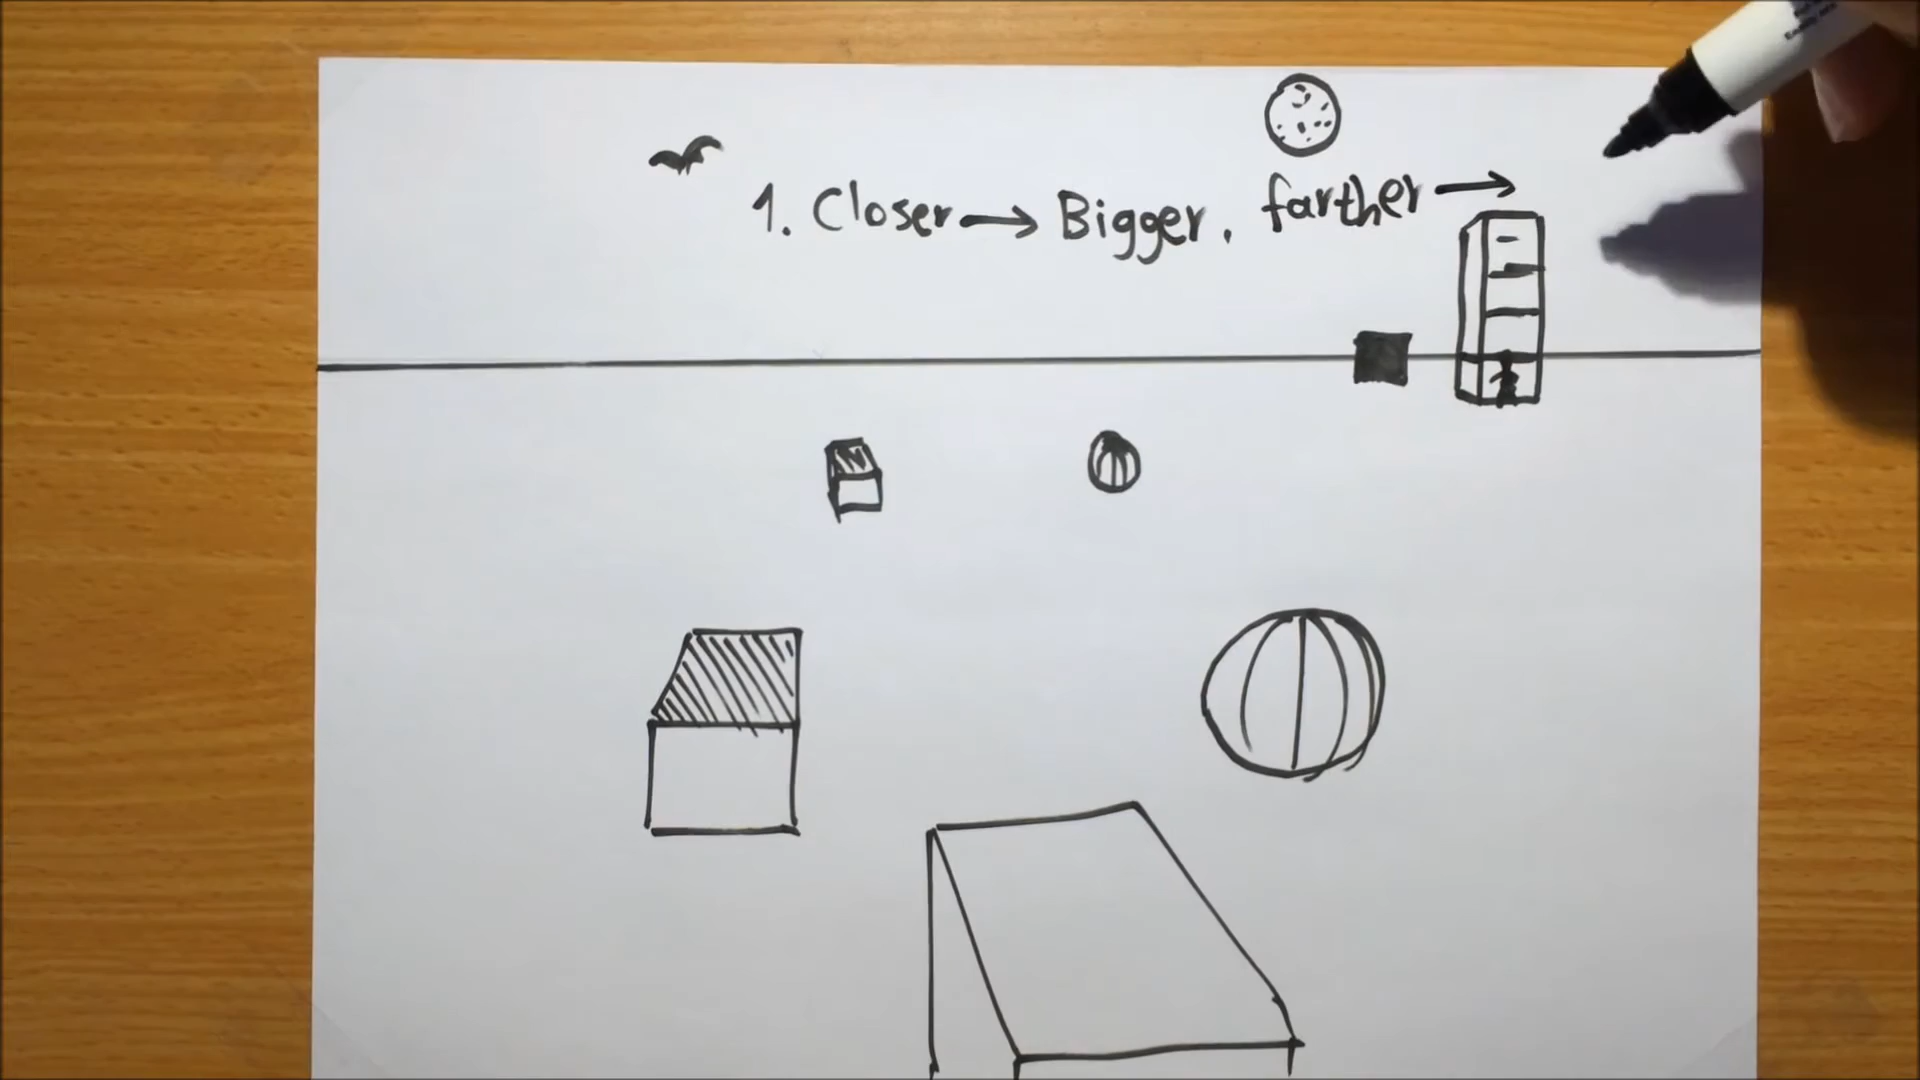 1. Closer → Bigger, farther →